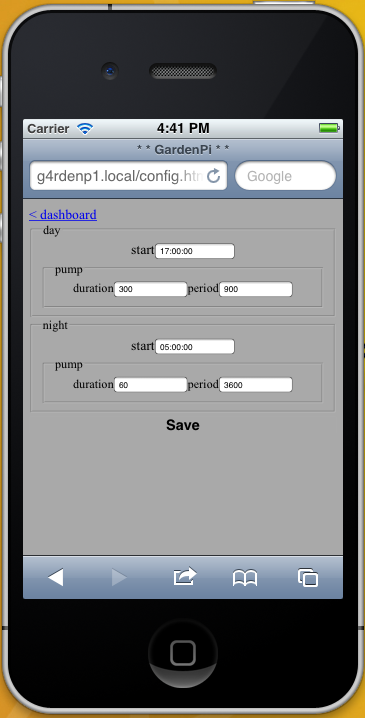 Carrier 4:41 PM
* * GardenPi * *
g4rdenp1.local/config.htm Google
< dashboard
day
start 17:00:00
pump
duration 300 period 900
night
start 05:00:00
pump
duration 60 period 3600
Save